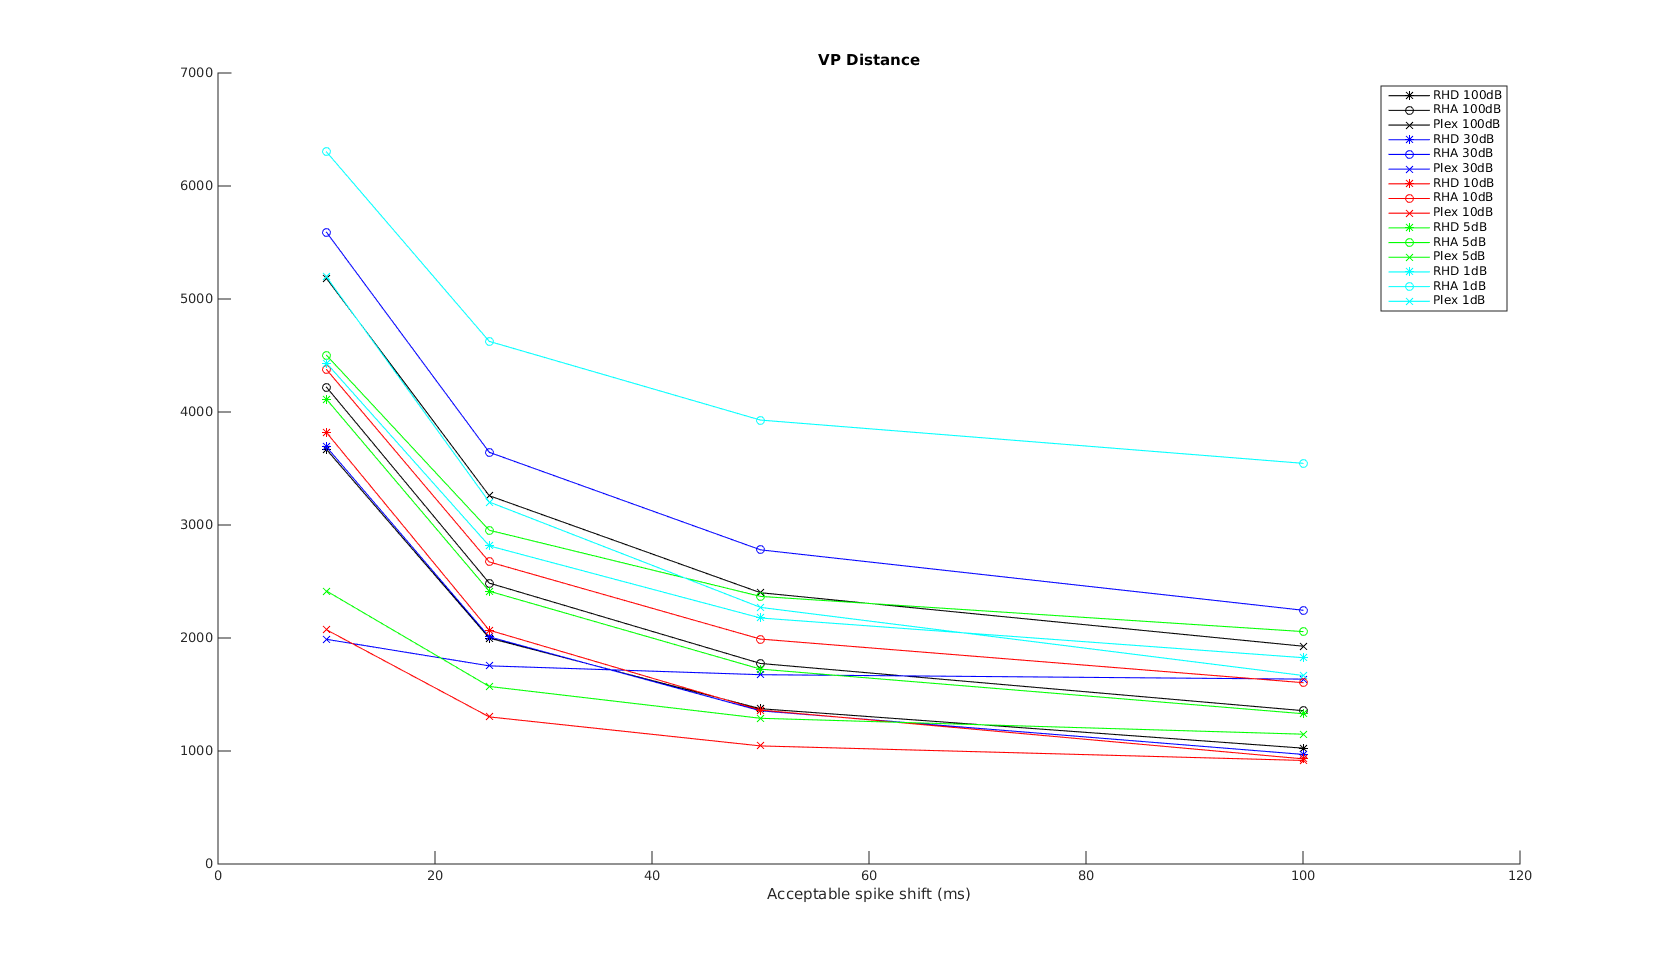 VP Distance
7000
6000
5000
4000
3000
2000
1000
0
0 20 40 60 80 100 120
Acceptable spike shift (ms)
RHD 100dB
RHA 100dB
Plex 100dB
RHD 30dB
RHA 30dB
Plex 30dB
RHD 10dB
RHA 10dB
Plex 10dB
RHD 5dB
RHA 5dB
Plex 5dB
RHD 1dB
RHA 1dB
Plex 1dB